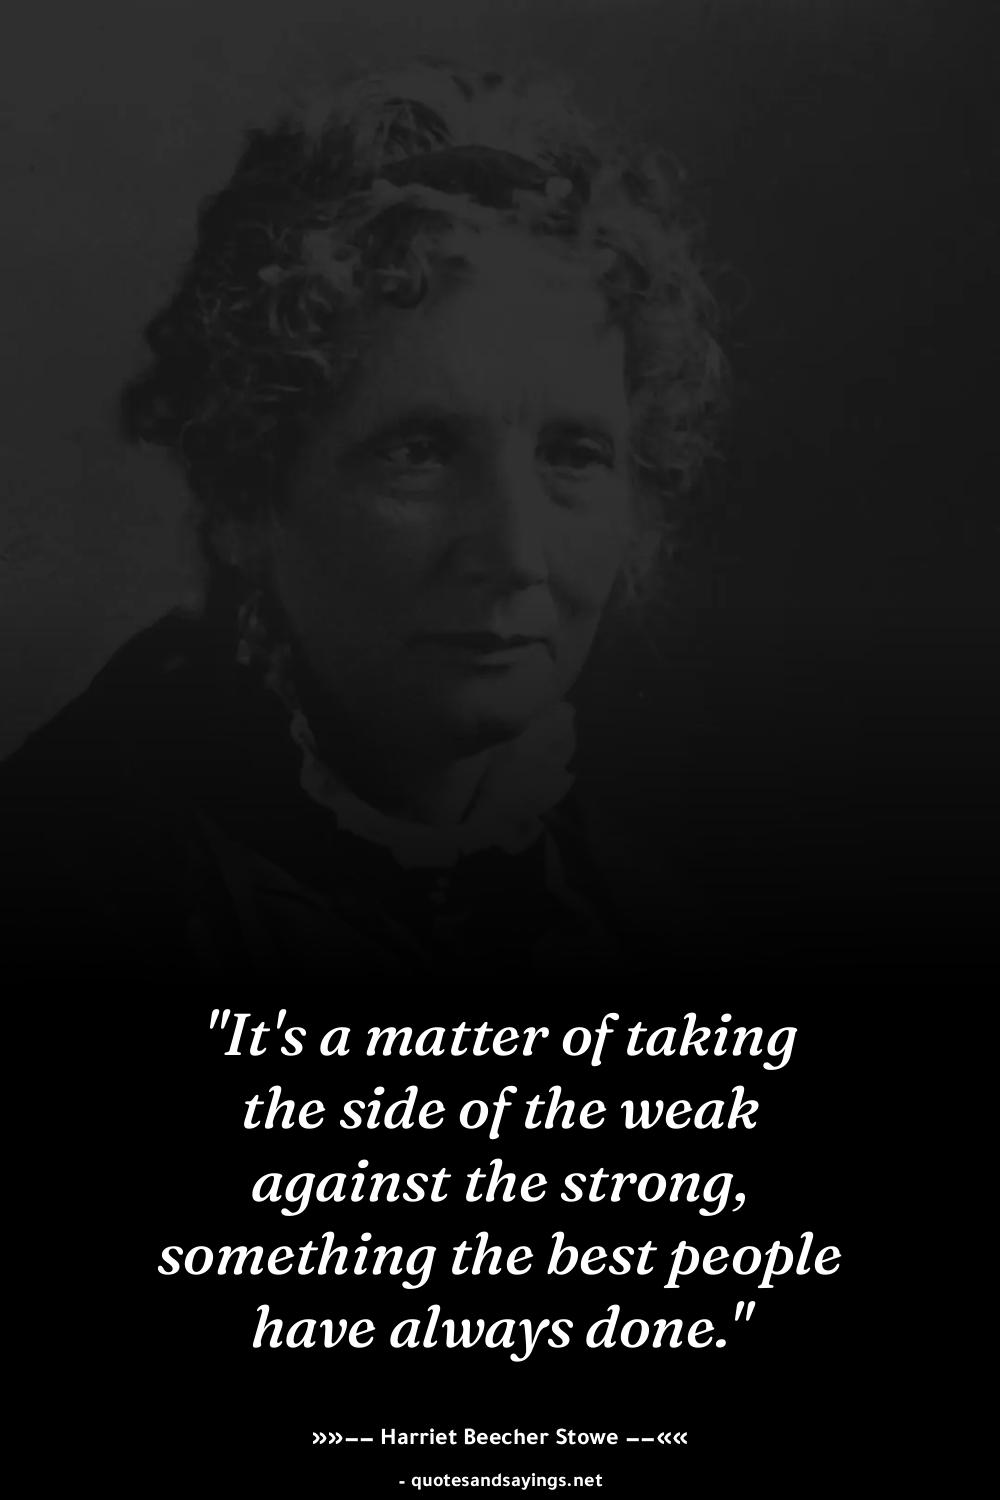 "It's a matter of taking
the side of the weak
against the strong,
something the best people
have always done."
»»–– Harriet Beecher Stowe ––««
- quotesandsayings.net